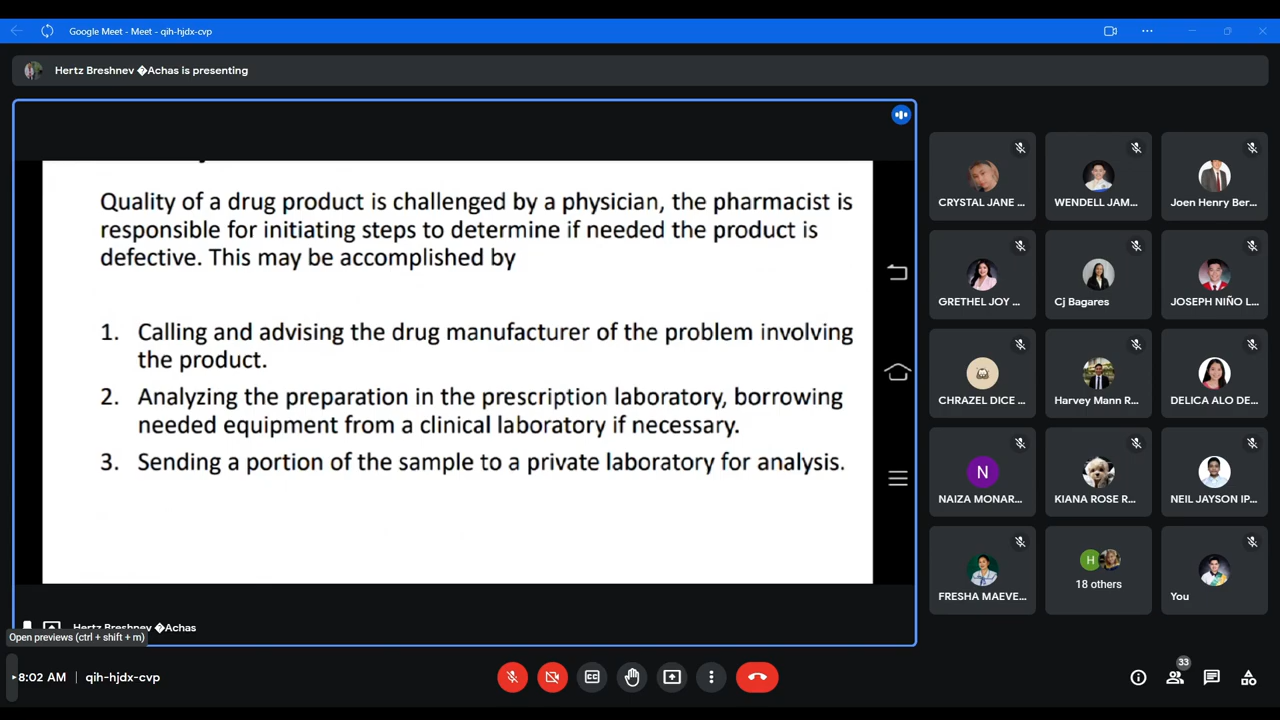 Google Meet - Meet - qih-hjdx-cvp
Hertz Breshnev �Achas is presenting
Quality of a drug product is challenged by a physician, the pharmacist is
responsible for initiating steps to determine if needed the product is
defective. This may be accomplished by
1. Calling and advising the drug manufacturer of the problem involving
the product.
2. Analyzing the preparation in the prescription laboratory, borrowing
needed equipment from a clinical laboratory if necessary.
3. Sending a portion of the sample to a private laboratory for analysis.
Hertz Breshnev �Achas
Open previews (ctrl + shift + m)
CRYSTAL JANE ...
WENDELL JAM...
Joen Henry Ber...
GRETHEL JOY ...
Cj Bagares
JOSEPH NIÑO L...
CHRAZEL DICE ...
Harvey Mann R...
DELICA ALO DE...
N
NAIZA MONAR...
KIANA ROSE R...
NEIL JAYSON IP...
FRESHA MAEVE...
H
18 others
You
8:02 AM | qih-hjdx-cvp
CC
33